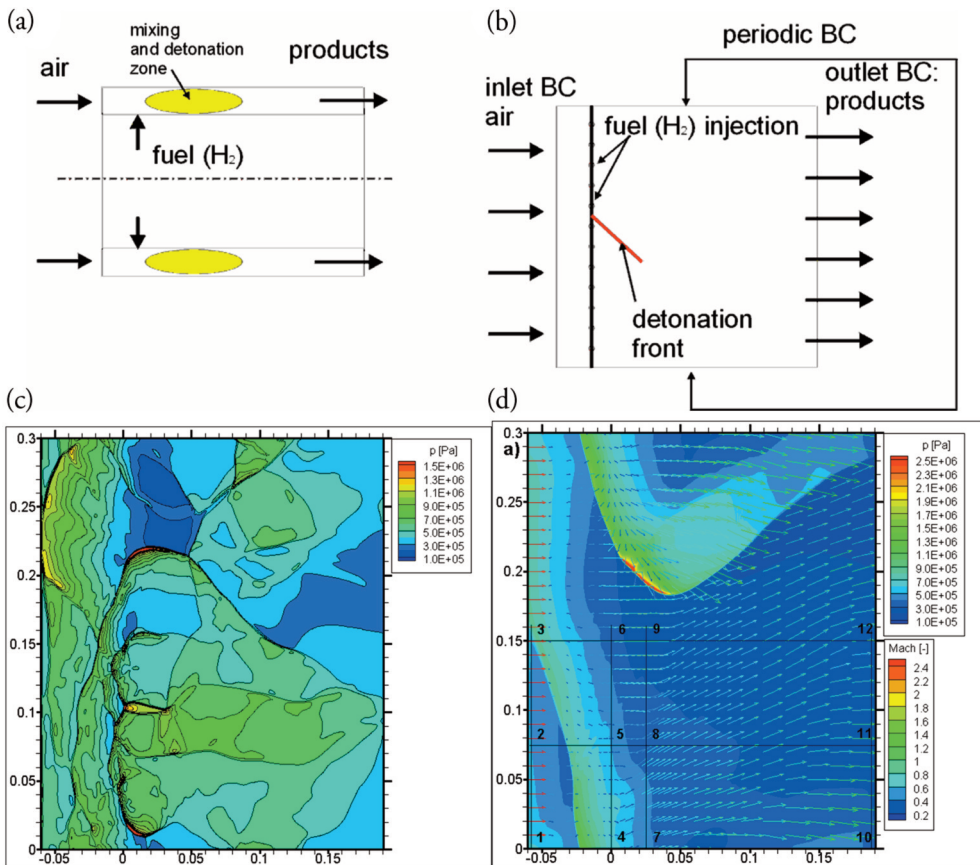 (a)
mixing
and detonation
zone
products
air
fuel (H₂)
(b)
periodic BC
inlet BC
air
outlet BC:
products
fuel (H₂) injection
detonation
front
(c)
0.3
0.25
0.2
0.15
0.1
0.05
0
-0.05 0 0.05 0.1 0.15
p [Pa]
1.5E+06
1.3E+06
1.1E+06
9.0E+05
7.0E+05
5.0E+05
3.0E+05
1.0E+05
(d)
a)
0.3
0.25
0.2
0.15
0.1
0.05
0
3 6 9 12
2 5 8 11
1 4 7 10
-0.05 0 0.05 0.1 0.15
p [Pa]
2.5E+06
2.3E+06
2.1E+06
1.9E+06
1.7E+06
1.5E+06
1.3E+06
1.1E+06
9.0E+05
7.0E+05
5.0E+05
3.0E+05
1.0E+05
Mach [-]
2.4
2.2
2
1.8
1.6
1.4
1.2
1
0.8
0.6
0.4
0.2